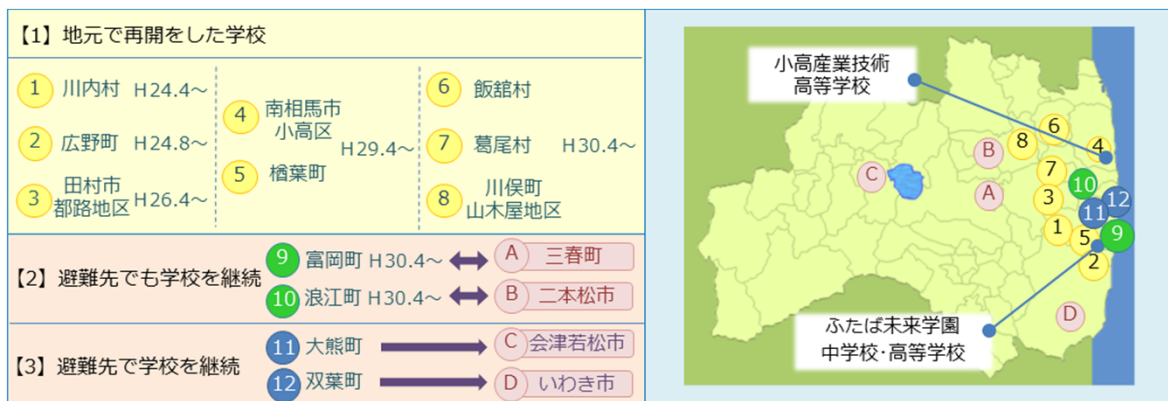 【1】地元で再開をした学校
1 川内村 H24.4～
2 広野町 H24.8～
3 田村市
都路地区 H26.4～
4 南相馬市
小高区
H29.4～
5 楢葉町
6 飯舘村
7 葛尾村 H30.4～
8 川俣町
山木屋地区
【2】避難先でも学校を継続
9 富岡町 H30.4～ A 三春町
10 浪江町 H30.4～ B 二本松市
【3】避難先で学校を継続
11 大熊町 C 会津若松市
12 双葉町 D いわき市
小高産業技術
高等学校
6
B
8
4
C
7
10
A
3
12
11
1
5
9
2
D
ふたば未来学園
中学校・高等学校